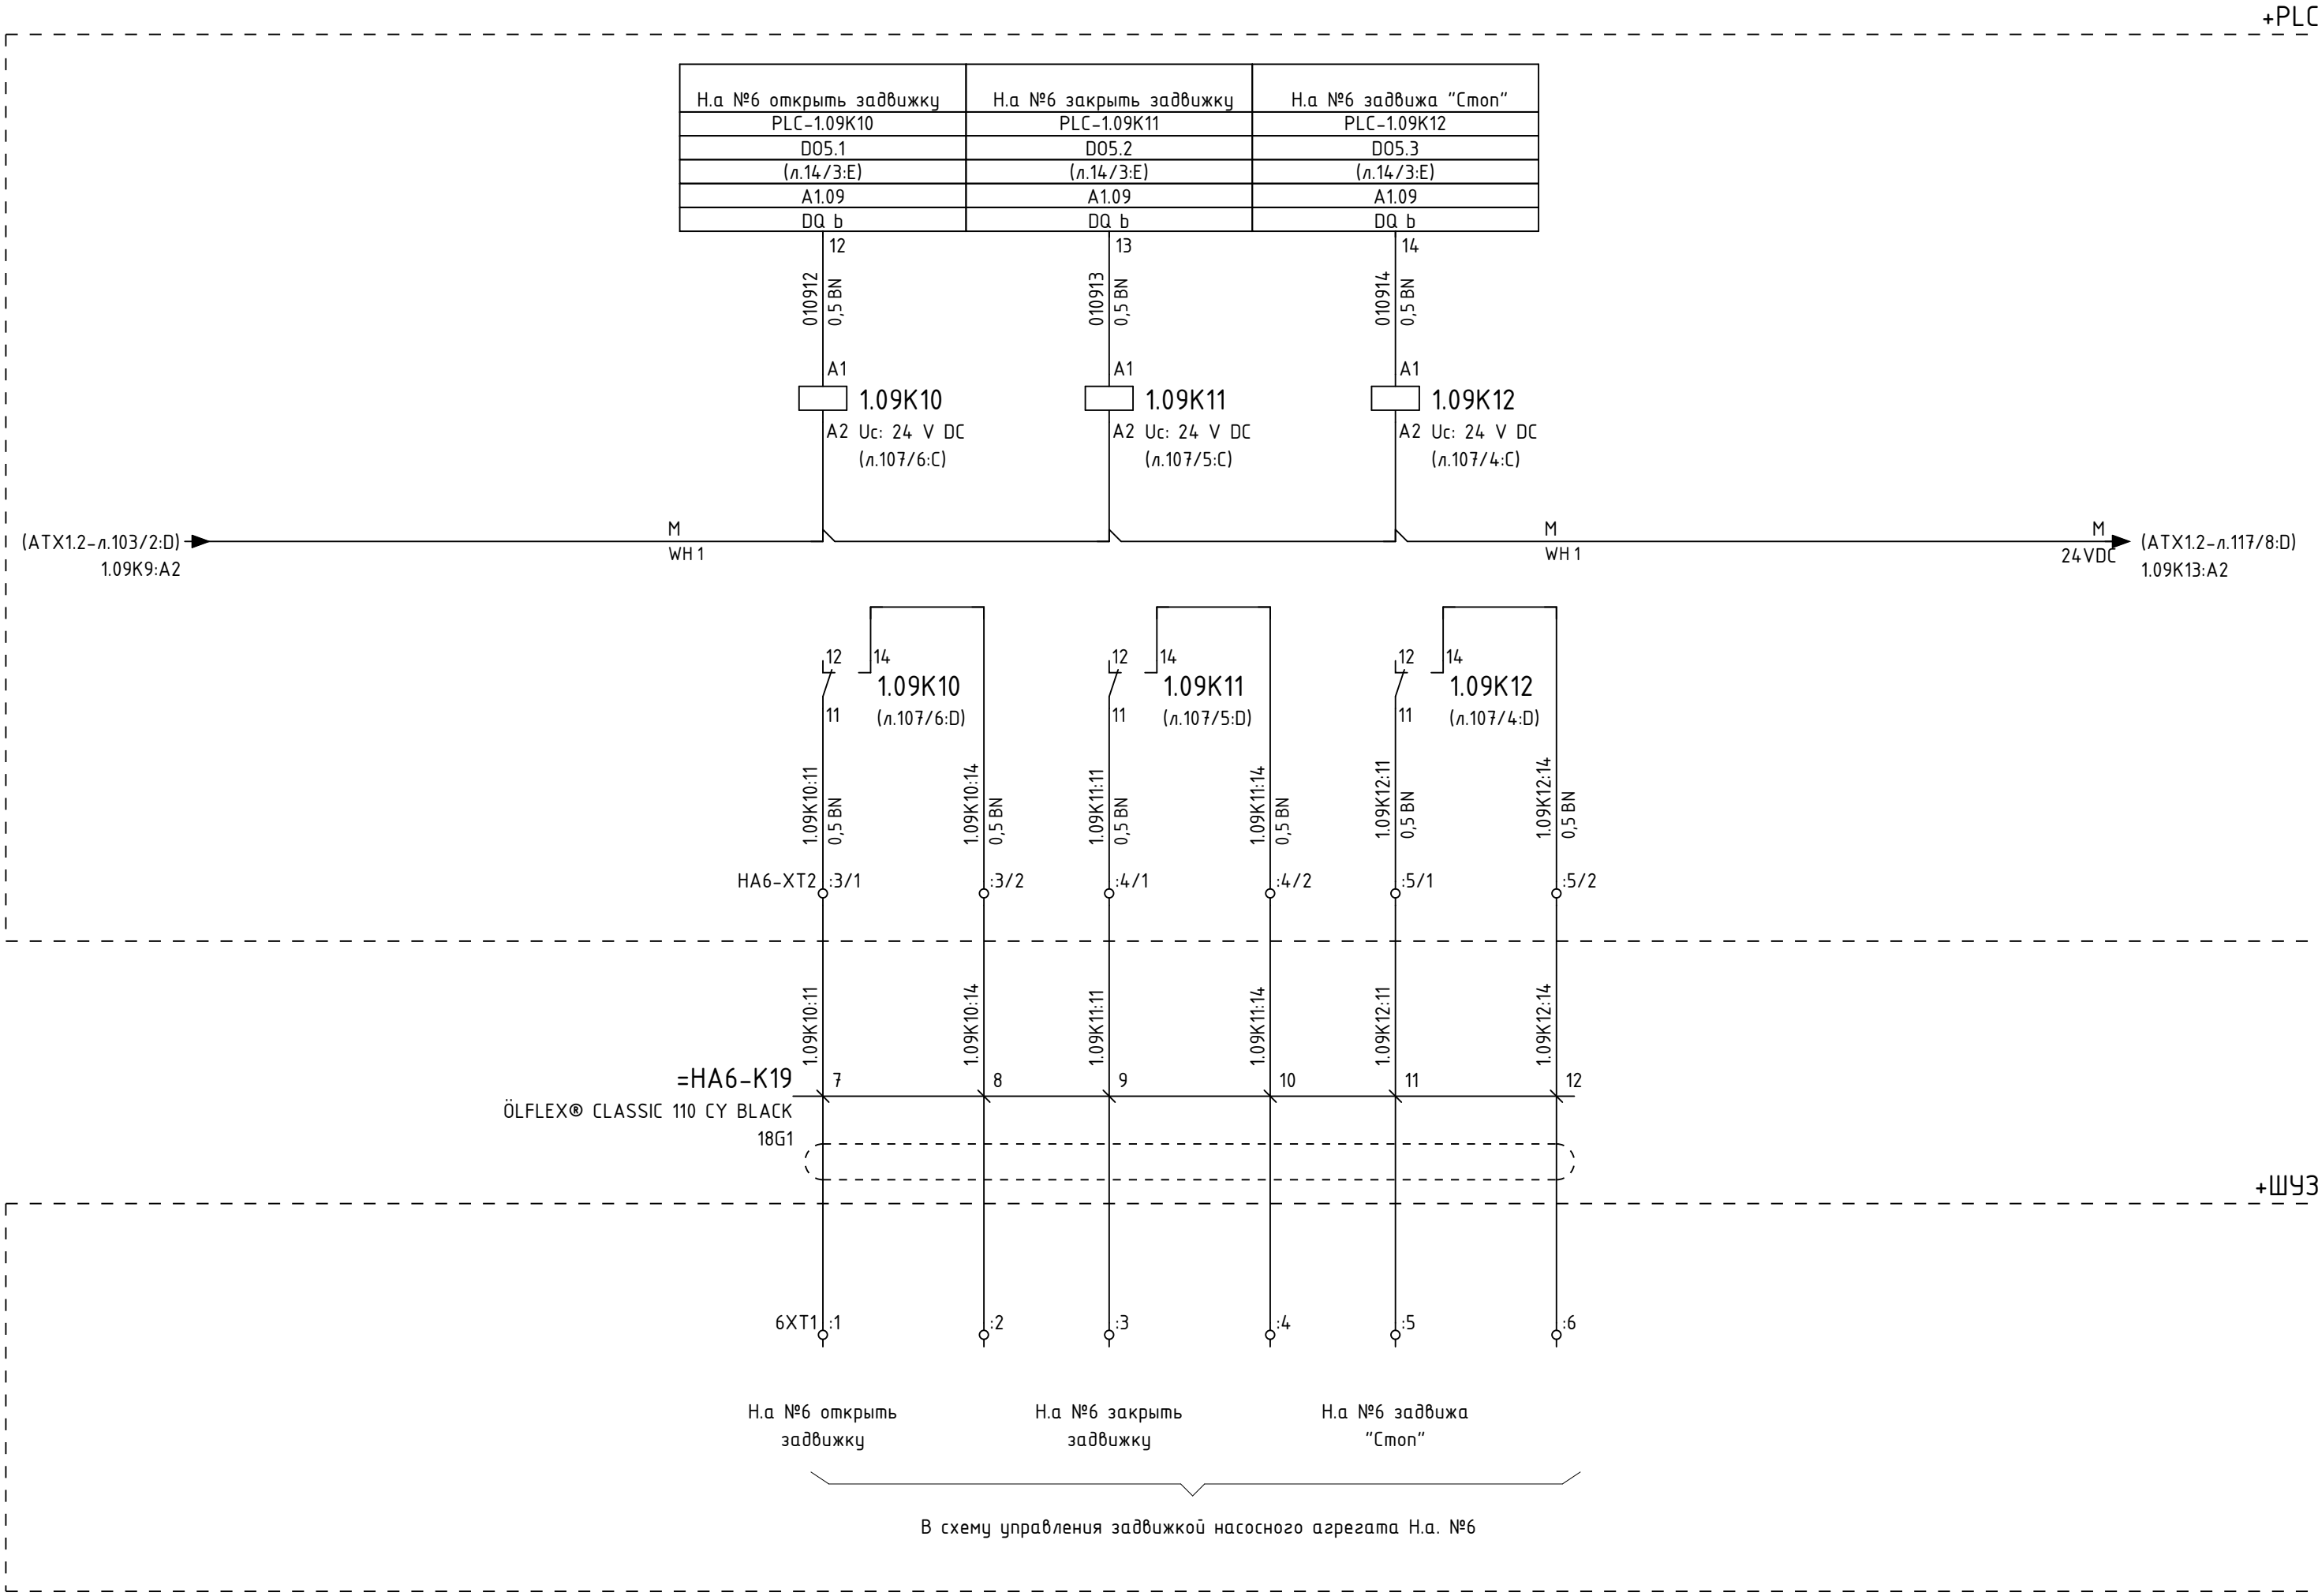 +PLC
Н.а №6 открыть задвижку
Н.а №6 закрыть задвижку
Н.а №6 задвижа "Стоп"
PLC-1.09K10
PLC-1.09K11
PLC-1.09K12
DO5.1
DO5.2
DO5.3
(л.14/3:E)
(л.14/3:E)
(л.14/3:E)
A1.09
A1.09
A1.09
DQ b
DQ b
DQ b
12
13
14
010912
0,5 BN
010913
0,5 BN
010914
0,5 BN
A1
A1
A1
1.09K10
1.09K11
1.09K12
A2 Uc: 24 V DC
A2 Uc: 24 V DC
A2 Uc: 24 V DC
(л.107/6:C)
(л.107/5:C)
(л.107/4:C)
M
M
M
(ATX1.2-л.103/2:D)
(ATX1.2-л.117/8:D)
WH 1
WH 1
24VDC
1.09K9:A2
1.09K13:A2
12
14
12
14
12
14
1.09K10
1.09K11
1.09K12
11
(л.107/6:D)
11
(л.107/5:D)
11
(л.107/4:D)
1.09K10:11
0,5 BN
1.09K10:14
0,5 BN
1.09K11:11
0,5 BN
1.09K11:14
0,5 BN
1.09K12:11
0,5 BN
1.09K12:14
0,5 BN
HA6-XT2
:3/1
:3/2
:4/1
:4/2
:5/1
:5/2
1.09K10:11
1.09K10:14
1.09K11:11
1.09K11:14
1.09K12:11
1.09K12:14
=HA6-K19
7
8
9
10
11
12
ÖLFLEX® CLASSIC 110 CY BLACK
18G1
+ШУЗ
6XT1
:1
:2
:3
:4
:5
:6
Н.а №6 открыть
задвижку
Н.а №6 закрыть
задвижку
Н.а №6 задвижа
"Стоп"
В схему управления задвижкой насосного агрегата Н.а. №6